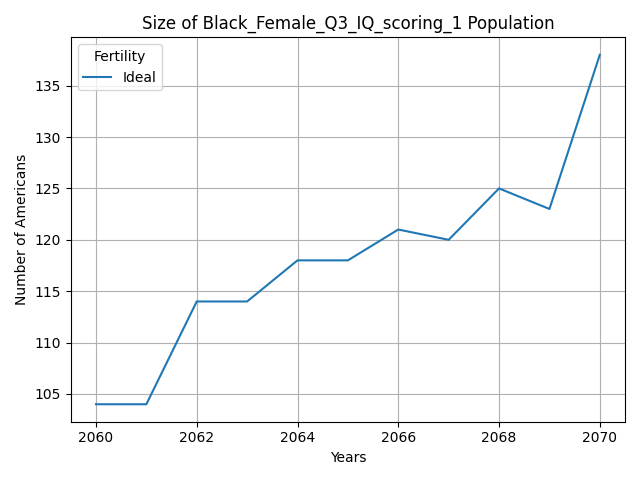 Size of Black_Female_Q3_IQ_scoring_1 Population
Fertility
Ideal
135
130
125
120
115
110
105
Number of Americans
2060 2062 2064 2066 2068 2070
Years